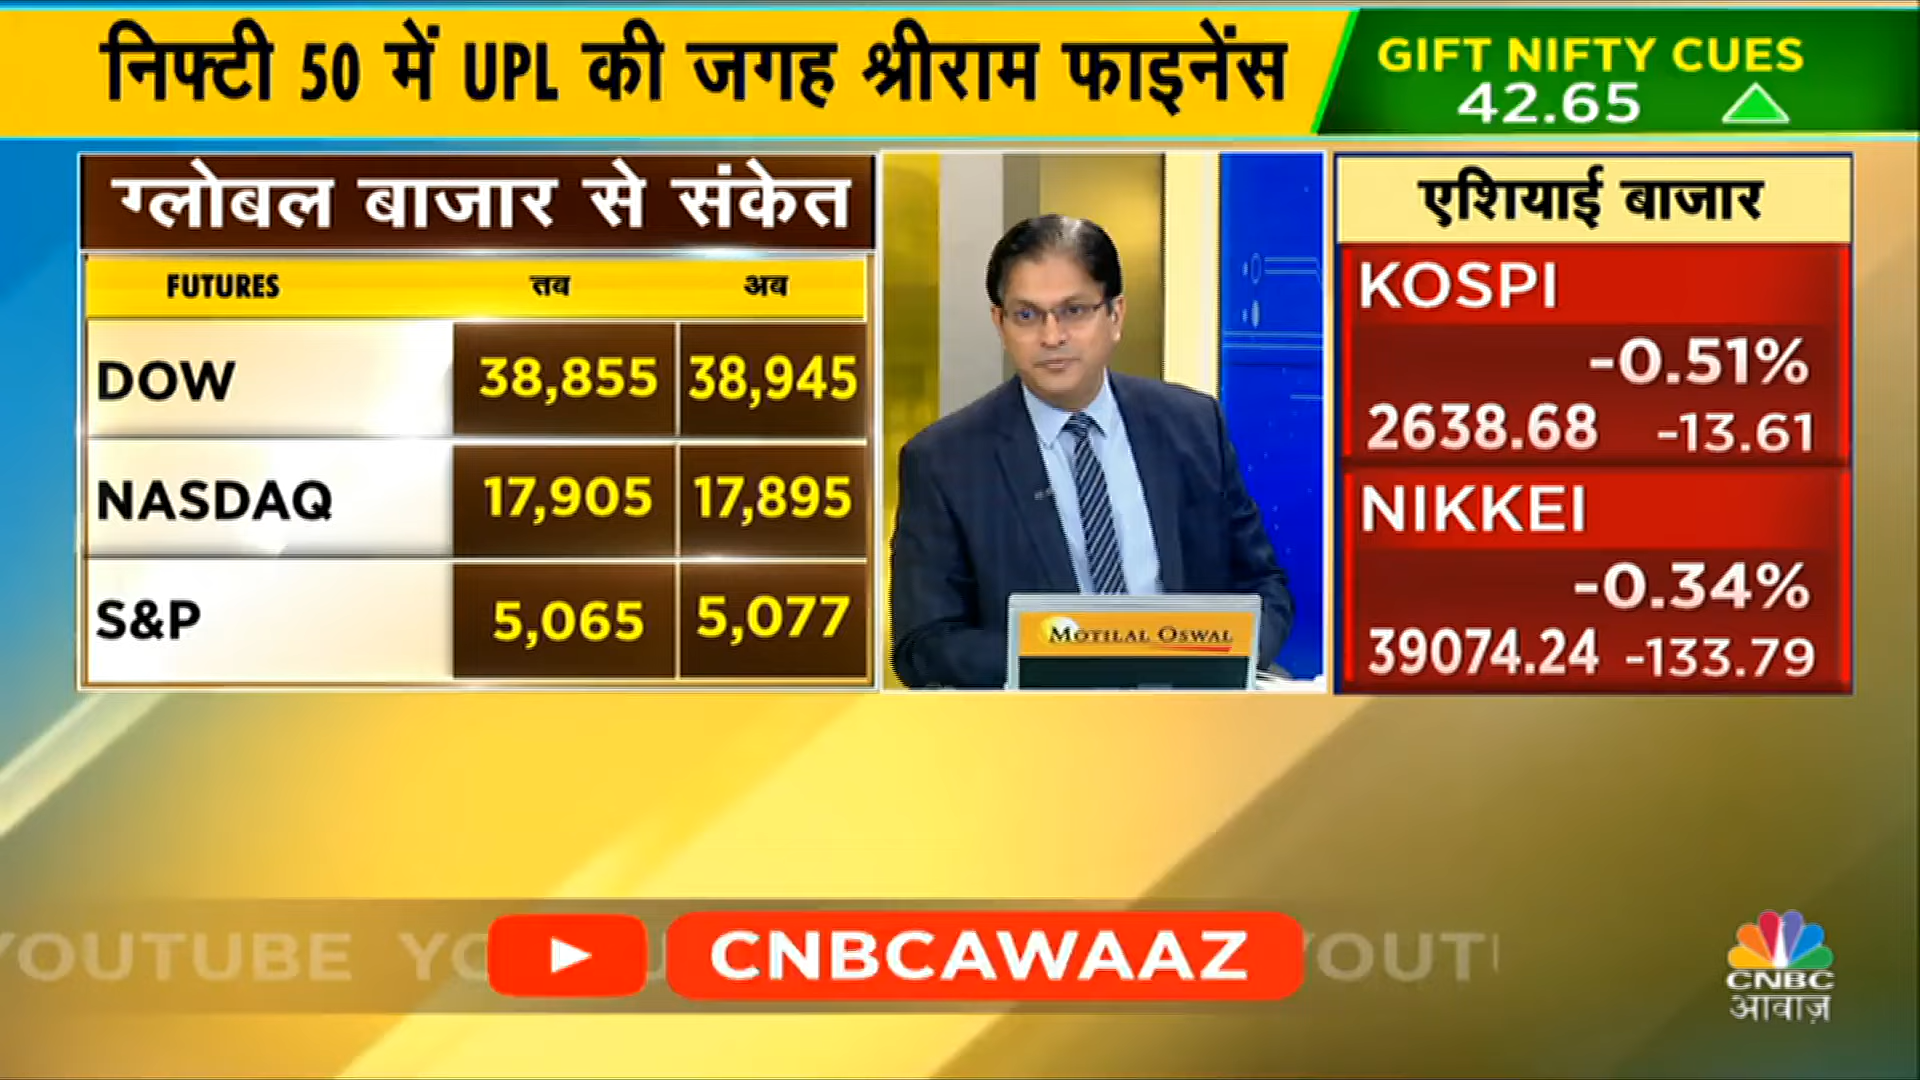 निफ्टी 50 में UPL की जगह श्रीराम फाइनेंस
GIFT NIFTY CUES
42.65
ग्लोबल बाजार से संकेत
FUTURES तब अब
DOW 38,855 38,945
NASDAQ 17,905 17,895
S&P 5,065 5,077
MOTILAL OSWAL
एशियाई बाजार
KOSPI
-0.51%
2638.68 -13.61
NIKKEI
-0.34%
39074.24 -133.79
YOUTUBE YO U YOUTU
CNBCAWAAZ
CNBC
आवाज़